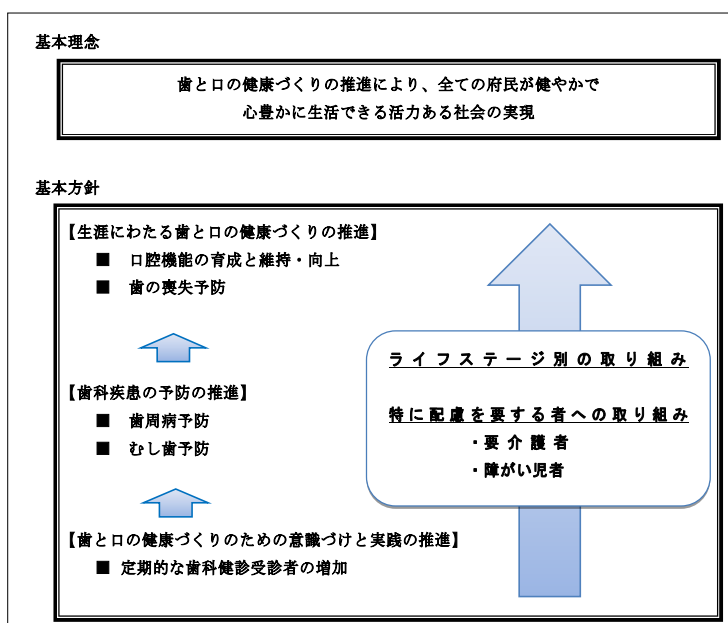 基本理念
歯と口の健康づくりの推進により、全ての府民が健やかで
心豊かに生活できる活力ある社会の実現
基本方針
【生涯にわたる歯と口の健康づくりの推進】
■ 口腔機能の育成と維持・向上
■ 歯の喪失予防
【歯科疾患の予防の推進】
■ 歯周病予防
■ むし歯予防
【歯と口の健康づくりのための意識づけと実践の推進】
■ 定期的な歯科健診受診者の増加
ライフステージ別の取り組み
特に配慮を要する者への取り組み
・要介護者
・障がい児者